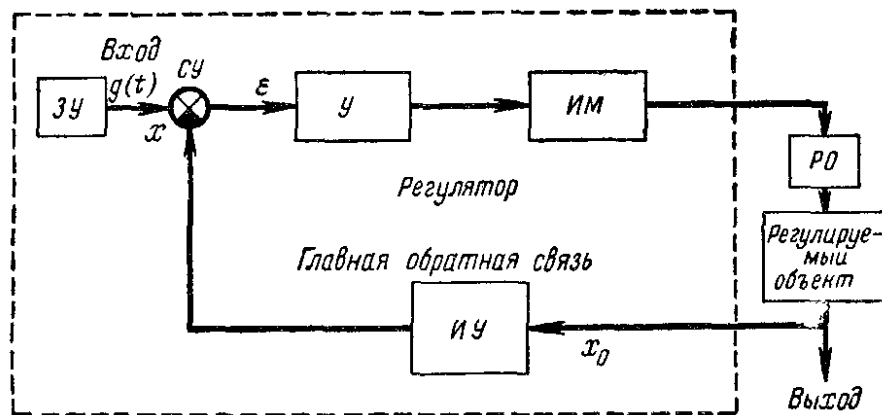 Вход
СУ
g(t)
ε
ЗУ
x
У
ИМ
РО
Регулятор
Регулируе-
мый
объект
Главная обратная связь
ИУ
x₀
Выход